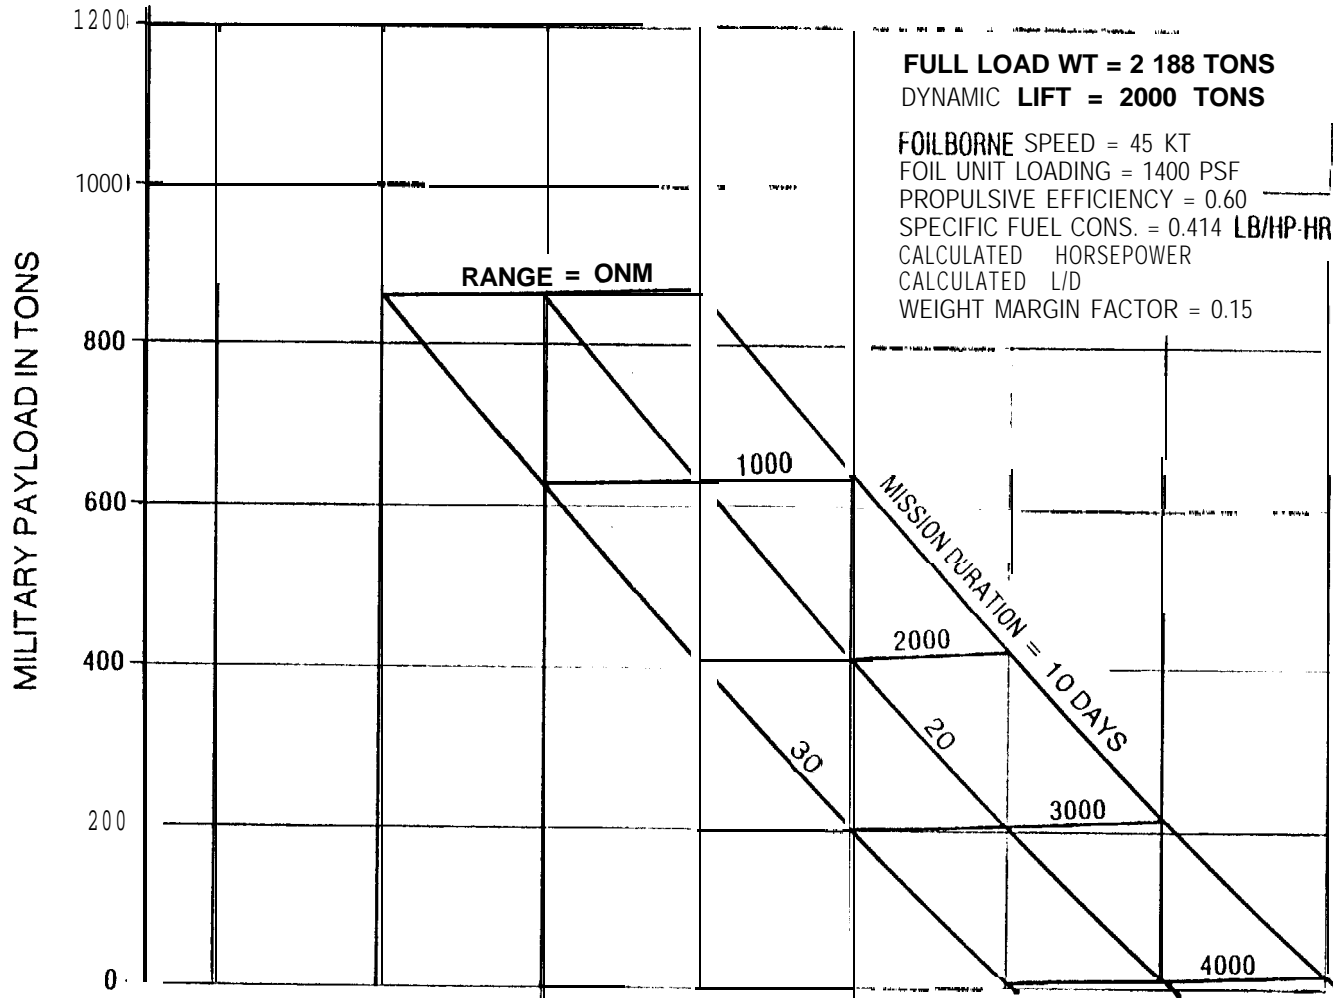 1200
FULL LOAD WT = 2 188 TONS
DYNAMIC LIFT = 2000 TONS
FOILBORNE SPEED = 45 KT
FOIL UNIT LOADING = 1400 PSF
PROPULSIVE EFFICIENCY = 0.60
SPECIFIC FUEL CONS. = 0.414 LB/HP-HR
CALCULATED HORSEPOWER
CALCULATED L/D
WEIGHT MARGIN FACTOR = 0.15
1000
MILITARY PAYLOAD IN TONS
RANGE = ONM
800
1000
600
MISSION DURATION = 10 DAYS
2000
400
20
30
3000
200
4000
0